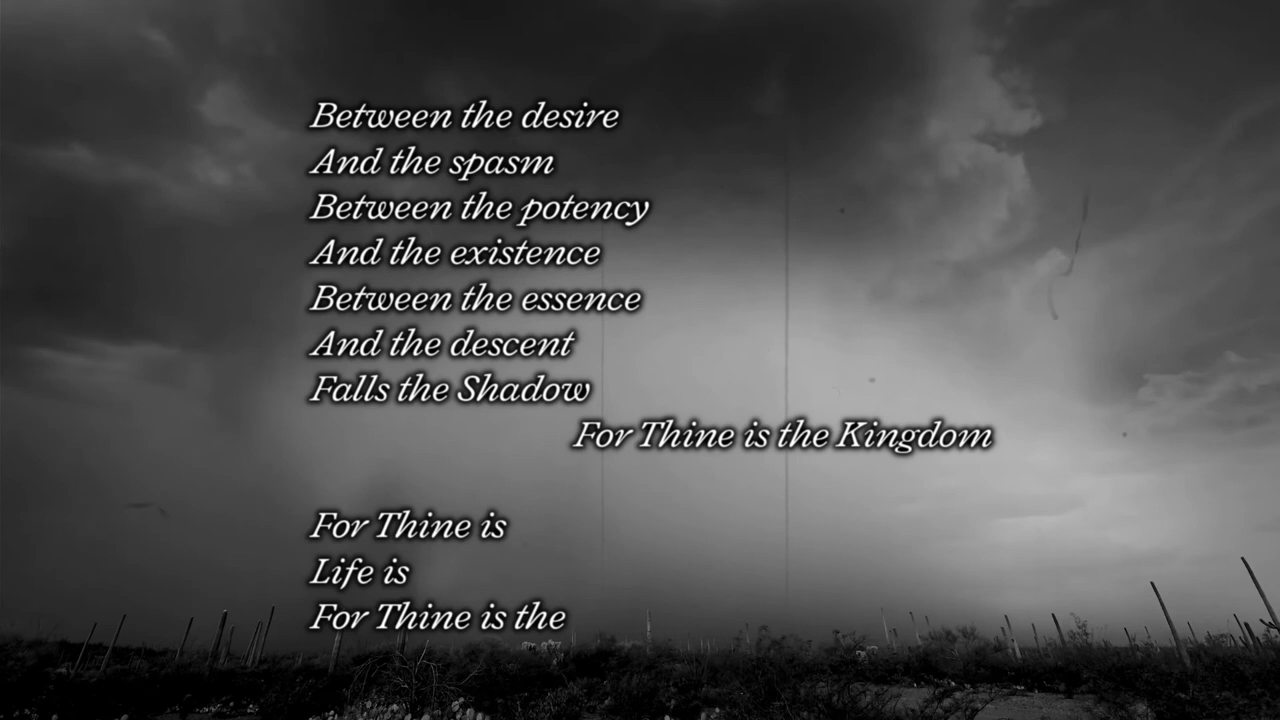 Between the desire
And the spasm
Between the potency
And the existence
Between the essence
And the descent
Falls the Shadow
For Thine is the Kingdom
For Thine is
Life is
For Thine is the